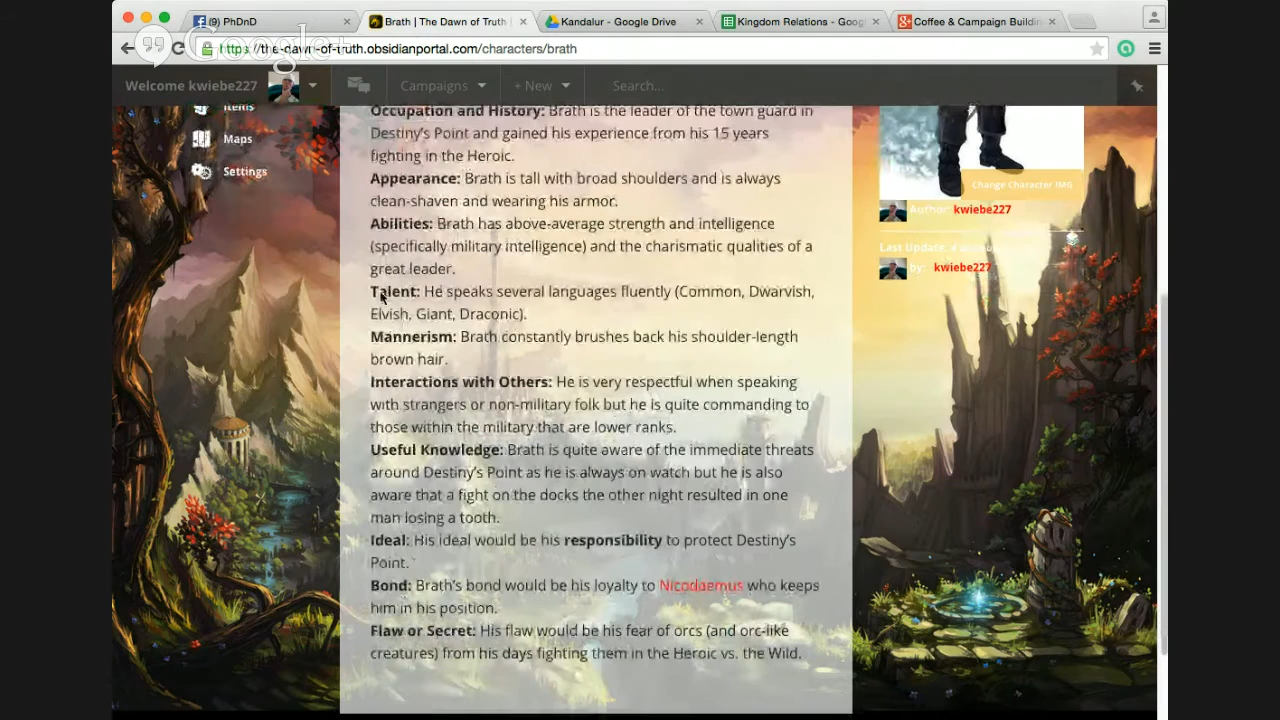 (9) PhDnD
Brath | The Dawn of Truth |
Kandalur - Google Drive
Kingdom Relations - Goog
Coffee & Campaign Buildin
Google+
https://the-dawn-of-truth.obsidianportal.com/characters/brath
Welcome kwiebe227
Campaigns
+ New
Search...
Items
Maps
Settings
Occupation and History: Brath is the leader of the town guard in
Destiny's Point and gained his experience from his 15 years
fighting in the Heroic.
Appearance: Brath is tall with broad shoulders and is always
clean-shaven and wearing his armor.
Abilities: Brath has above-average strength and intelligence
(specifically military intelligence) and the charismatic qualities of a
great leader.
Talent: He speaks several languages fluently (Common, Dwarvish,
Elvish, Giant, Draconic).
Mannerism: Brath constantly brushes back his shoulder-length
brown hair.
Interactions with Others: He is very respectful when speaking
with strangers or non-military folk but he is quite commanding to
those within the military that are lower ranks.
Useful Knowledge: Brath is quite aware of the immediate threats
around Destiny's Point as he is always on watch but he is also
aware that a fight on the docks the other night resulted in one
man losing a tooth.
Ideal: His ideal would be his responsibility to protect Destiny's
Point.
Bond: Brath's bond would be his loyalty to Nicodaemus who keeps
him in his position.
Flaw or Secret: His flaw would be his fear of orcs (and orc-like
creatures) from his days fighting them in the Heroic vs. the Wild.
Change Character IMG
Author: kwiebe227
Last Update:
by: kwiebe227